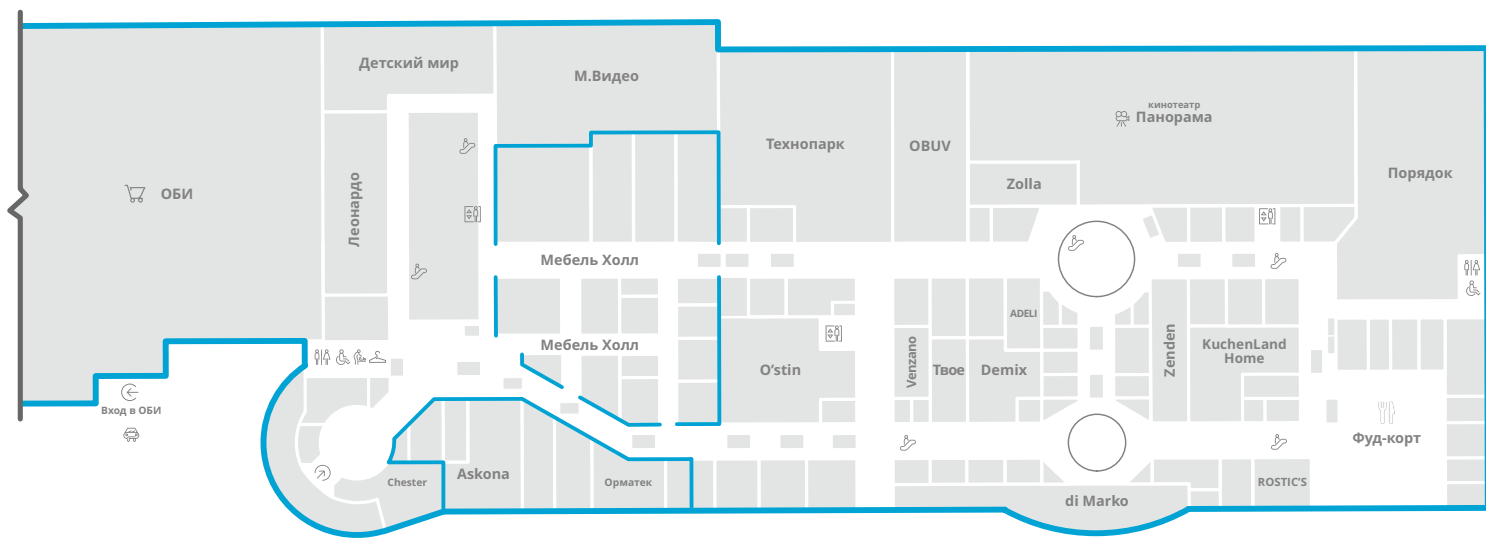 Детский мир
М.Видео
кинотеатр
Панорама
Технопарк
OBUV
Порядок
Zolla
ОБИ
Леонардо
Мебель Холл
ADELI
Мебель Холл
Venzano
Твое
Demix
Zenden
KuchenLand
Home
O’stin
Вход в ОБИ
Фуд-корт
Chester
Askona
Орматек
ROSTIC’S
di Marko